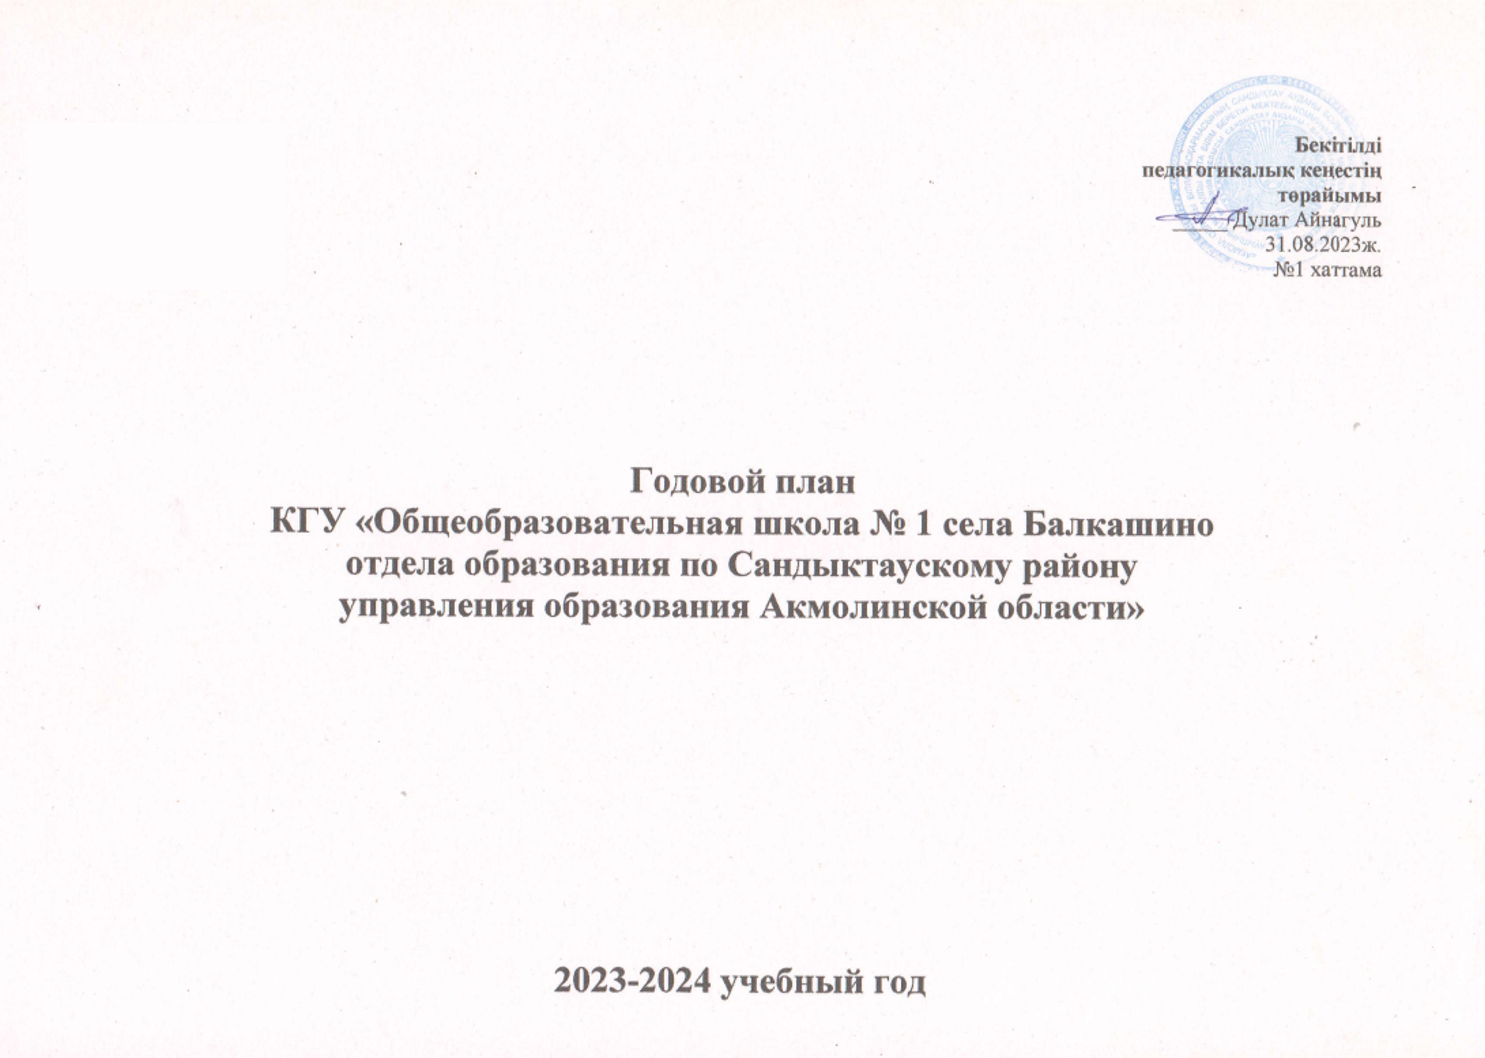 Бекітілді
педагогикалық кеңестің
төрайымы
Дулат Айнагуль
31.08.2023ж.
№1 хаттама
Годовой план
КГУ «Общеобразовательная школа № 1 села Балкашино
отдела образования по Сандыктаускому району
управления образования Акмолинской области»
2023-2024 учебный год